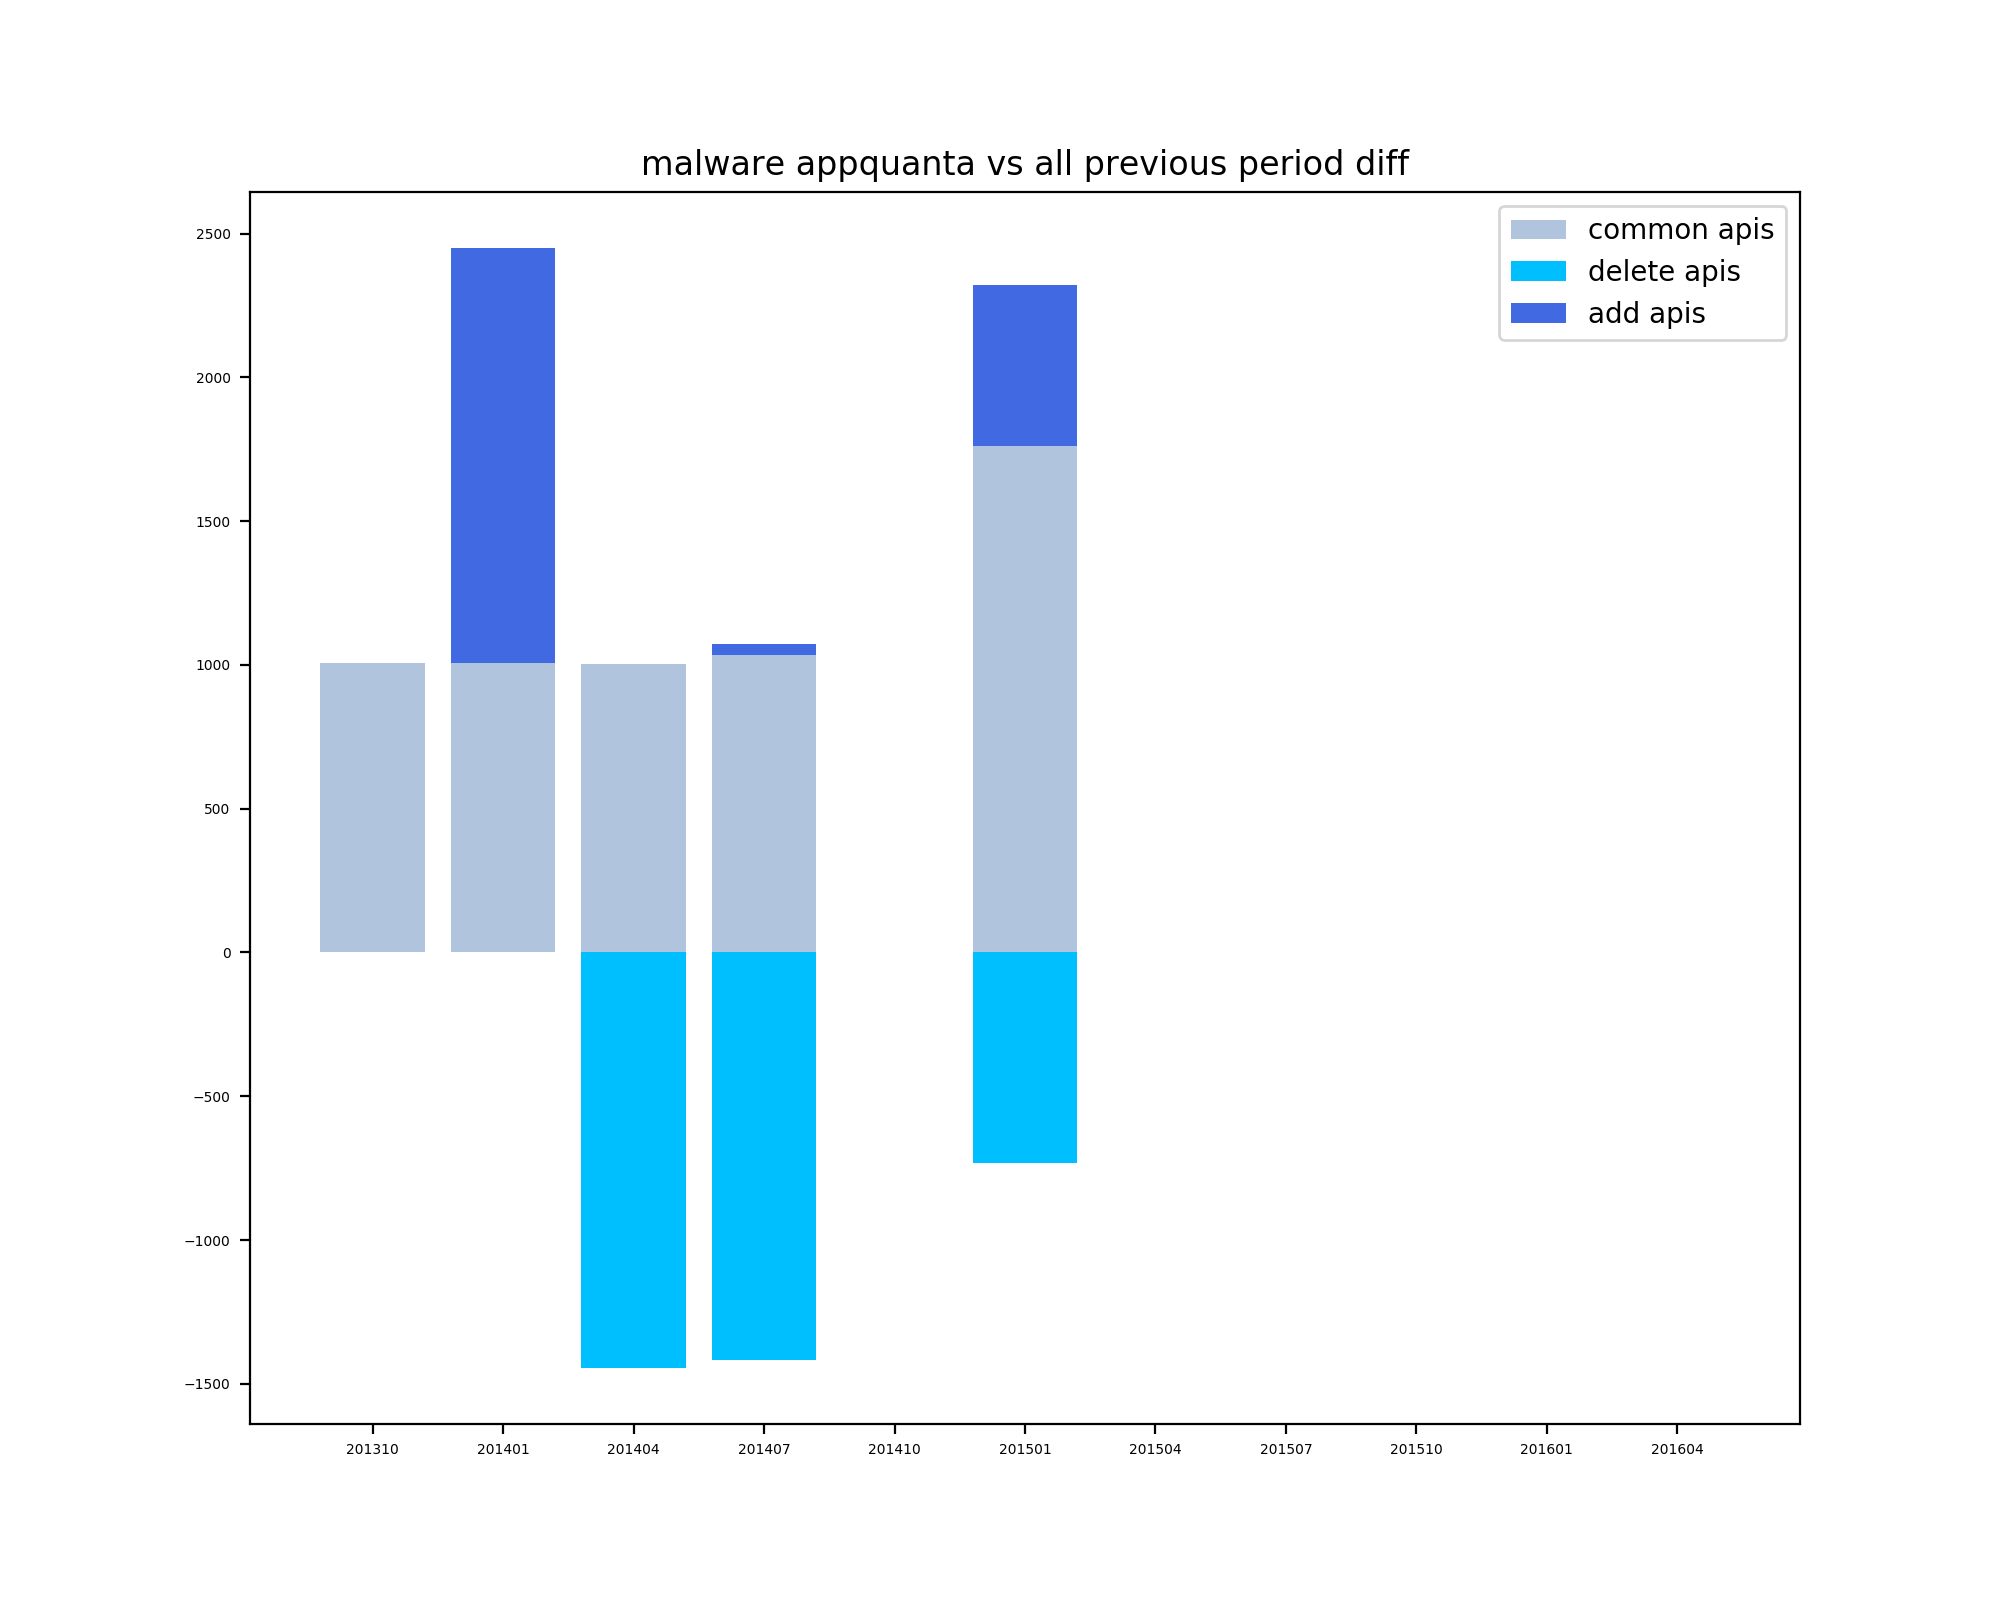 malware appquanta vs all previous period diff
common apis
delete apis
add apis
2500
2000
1500
1000
500
0
−500
−1000
−1500
201310 201401 201404 201407 201410 201501 201504 201507 201510 201601 201604